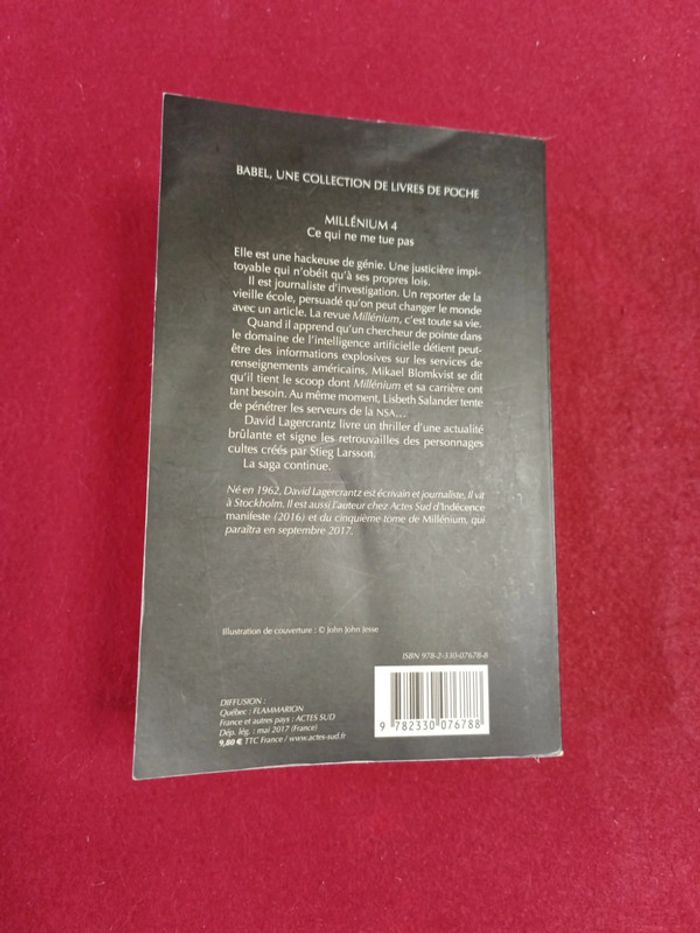 BABEL, UNE COLLECTION DE LIVRES DE POCHE
MILLÉNIUM 4
Ce qui ne me tue pas
Elle est une hackeuse de génie. Une justicière impi-
toyable qui n'obéit qu'à ses propres lois.
Il est journaliste d'investigation. Un reporter de la
vieille école, persuadé qu'on peut changer le monde
avec un article. La revue Millénium, c'est toute sa vie.
Quand il apprend qu'un chercheur de pointe dans
le domaine de l'intelligence artificielle détient peut-
être des informations explosives sur les services de
renseignements américains, Mikael Blomkvist se dit
qu'il tient le scoop dont Millénium et sa carrière ont
tant besoin. Au même moment, Lisbeth Salander tente
de pénétrer les serveurs de la NSA...
David Lagercrantz livre un thriller d'une actualité
brûlante et signe les retrouvailles des personnages
cultes créés par Stieg Larsson.
La saga continue.
Né en 1962, David Lagercrantz est écrivain et journaliste. Il vit
à Stockholm. Il est aussi l'auteur chez Actes Sud d'Indécence
manifeste (2016) et du cinquième tome de Millénium, qui
paraîtra en septembre 2017.
Illustration de couverture : © John John Jesse
ISBN 978-2-330-07678-8
DIFFUSION :
Québec : FLAMMARION
France et autres pays : ACTES SUD
Dép. lég. : mai 2017 (France)
9,80 € TTC France / www.actes-sud.fr
9 782330 076788